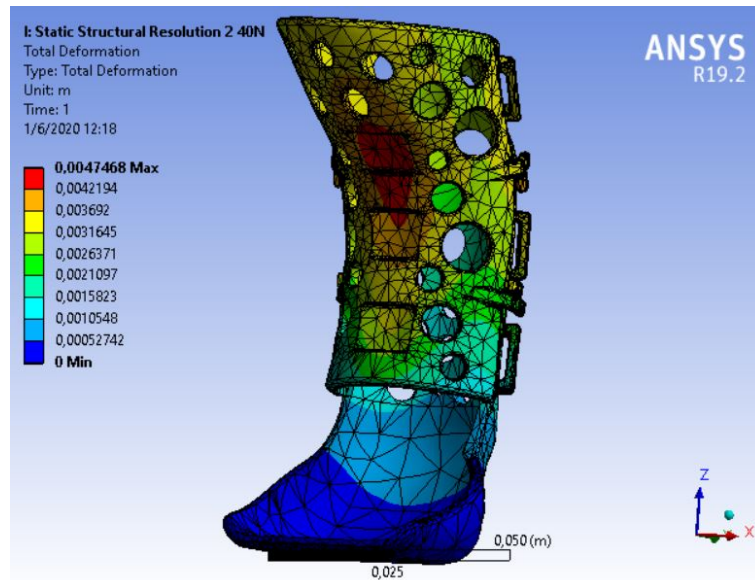 I: Static Structural Resolution 2 40N
Total Deformation
Type: Total Deformation
Unit: m
Time: 1
1/6/2020 12:18
0,0047468 Max
0,0042194
0,003692
0,0031645
0,0026371
0,0021097
0,0015823
0,0010548
0,00052742
0 Min
ANSYS
R19.2
Z
X
0,050 (m)
0,025